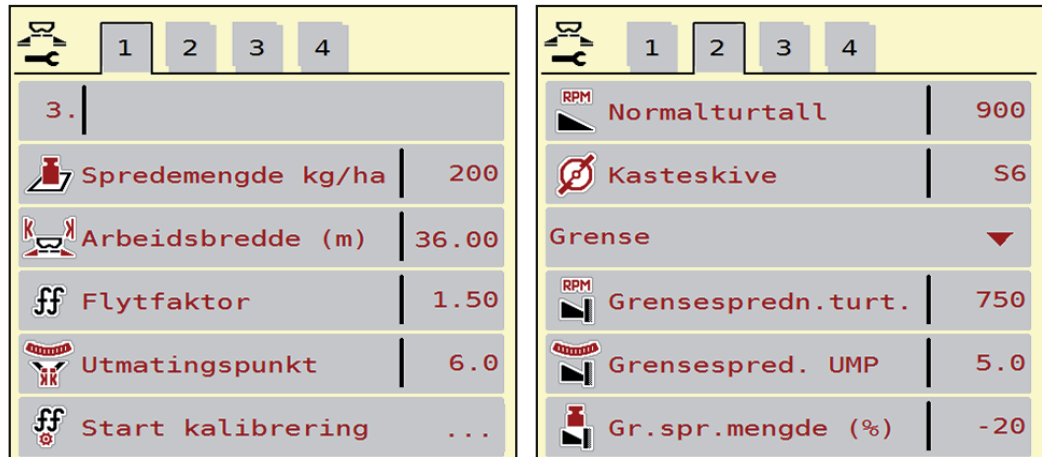 1 2 3 4
3.
Spredemengde kg/ha 200
Arbeidsbredde (m) 36.00
Flytfaktor 1.50
Utmatingspunkt 6.0
Start kalibrering ...
1 2 3 4
RPM Normalturtall 900
Kasteskive S6
Grense
RPM Grensespredn.turt. 750
Grensespred. UMP 5.0
Gr.spr.mengde (%) -20